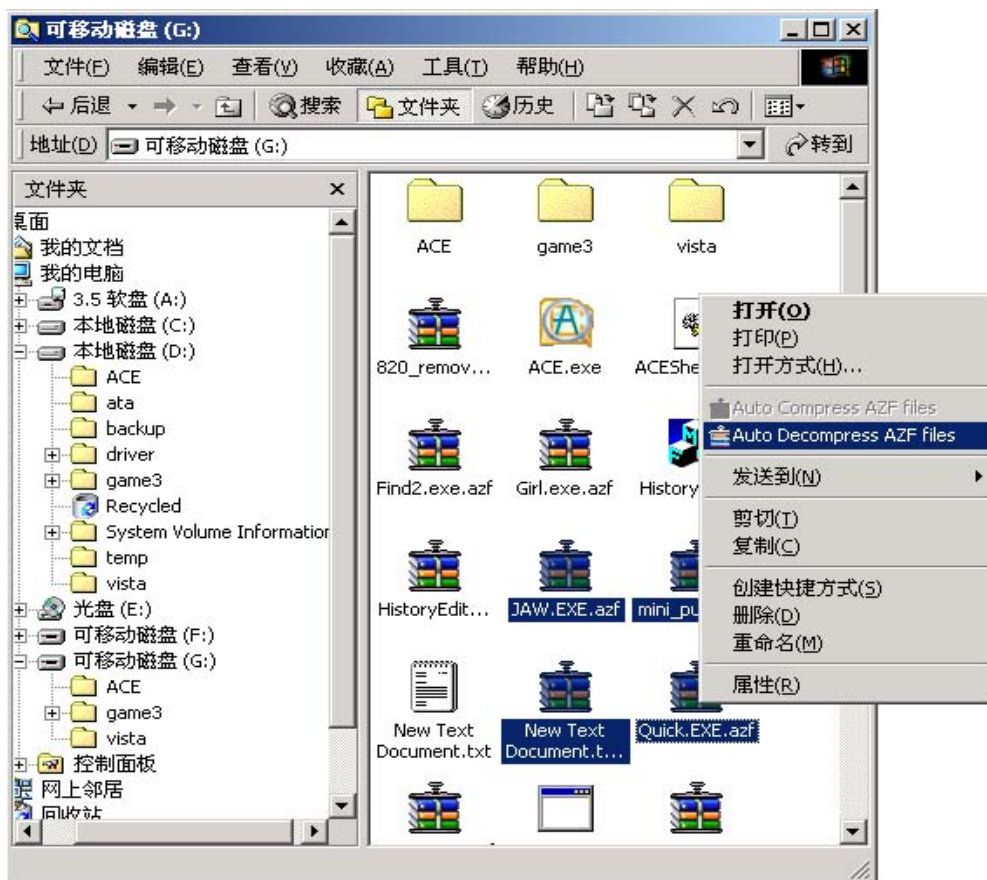 可移动磁盘 (G:)
文件(F) 编辑(E) 查看(V) 收藏(A) 工具(T) 帮助(H)
后退 搜索 文件夹 历史
地址(D) 可移动磁盘 (G:) 转到
文件夹
桌面
我的文档
我的电脑
3.5 软盘 (A:)
本地磁盘 (C:)
本地磁盘 (D:)
ACE
ata
backup
driver
game3
Recycled
System Volume Information
temp
vista
光盘 (E:)
可移动磁盘 (F:)
可移动磁盘 (G:)
ACE
game3
vista
控制面板
网上邻居
回收站
ACE game3 vista
820_remov... ACE.exe ACEShe
Find2.exe.azf Girl.exe.azf History
HistoryEdit... JAW.EXE.azf mini_pu
New Text Document.txt
New Text Document.t...
Quick.EXE.azf
打开(O)
打印(P)
打开方式(H)...
Auto Compress AZF files
Auto Decompress AZF files
发送到(N)
剪切(T)
复制(C)
创建快捷方式(S)
删除(D)
重命名(M)
属性(R)